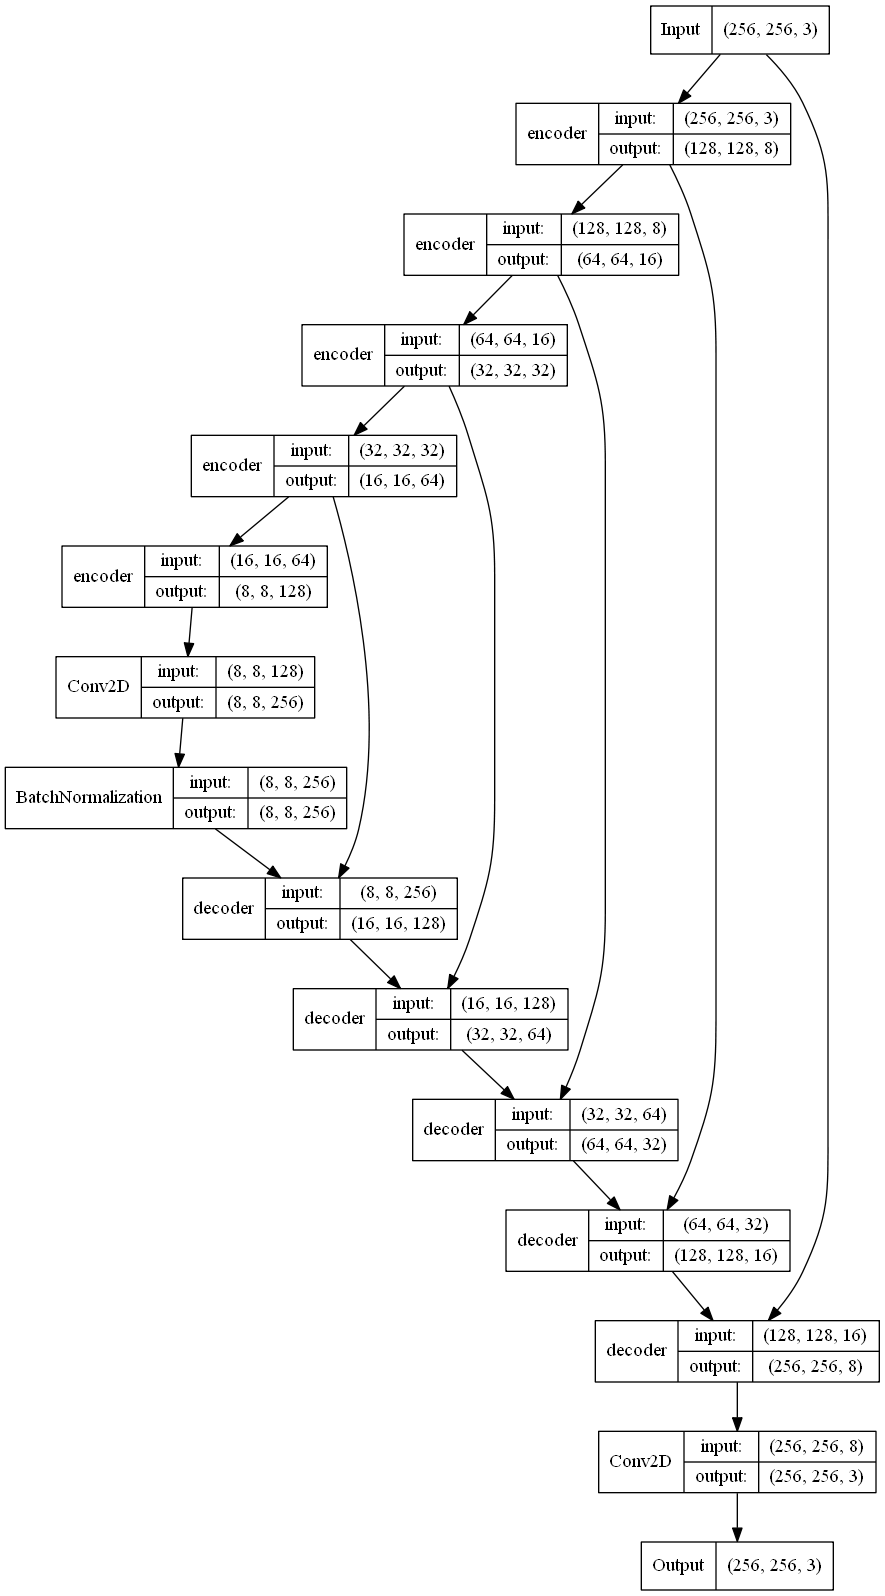 Input (256, 256, 3)
encoder input: (256, 256, 3)
output: (128, 128, 8)
encoder input: (128, 128, 8)
output: (64, 64, 16)
encoder input: (64, 64, 16)
output: (32, 32, 32)
encoder input: (32, 32, 32)
output: (16, 16, 64)
encoder input: (16, 16, 64)
output: (8, 8, 128)
Conv2D input: (8, 8, 128)
output: (8, 8, 256)
BatchNormalization input: (8, 8, 256)
output: (8, 8, 256)
decoder input: (8, 8, 256)
output: (16, 16, 128)
decoder input: (16, 16, 128)
output: (32, 32, 64)
decoder input: (32, 32, 64)
output: (64, 64, 32)
decoder input: (64, 64, 32)
output: (128, 128, 16)
decoder input: (128, 128, 16)
output: (256, 256, 8)
Conv2D input: (256, 256, 8)
output: (256, 256, 3)
Output (256, 256, 3)